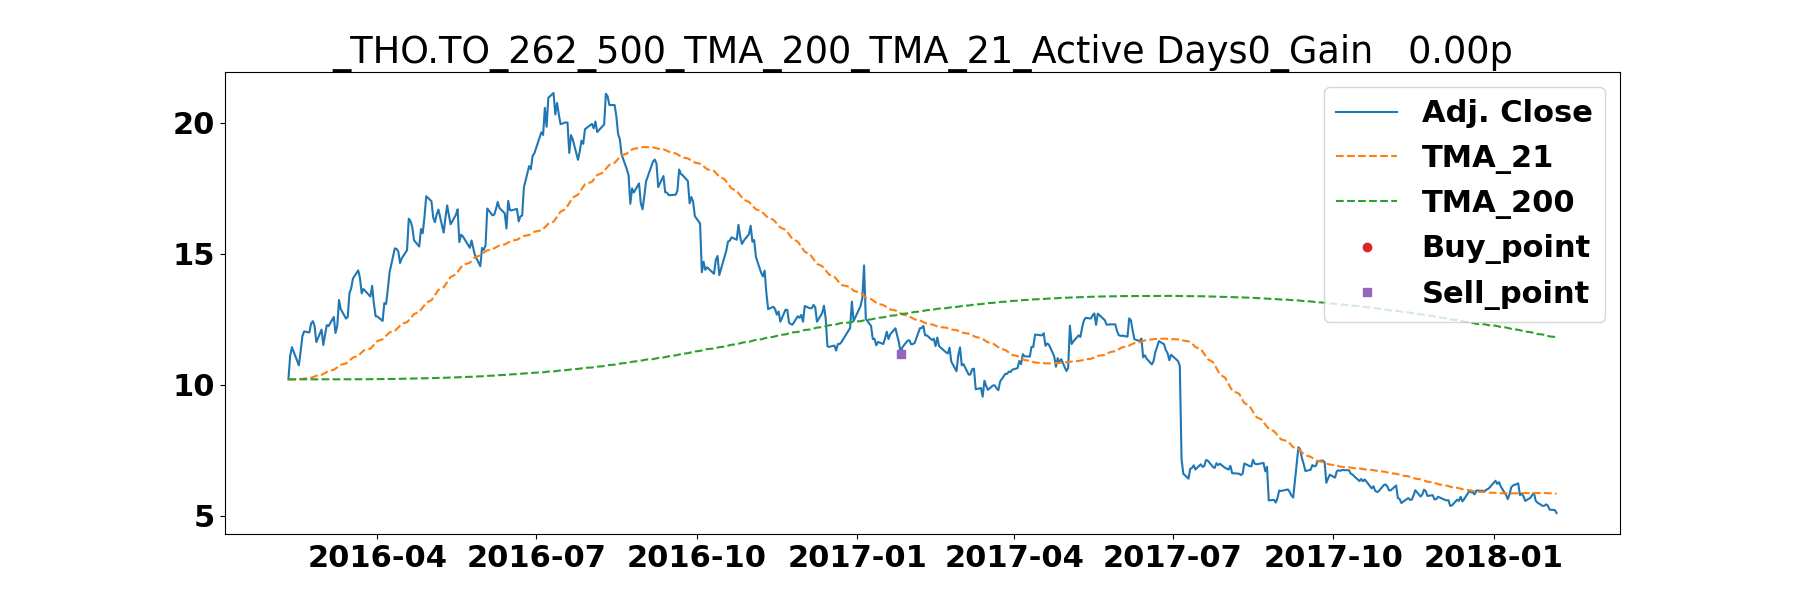 _THO.TO_262_500_TMA_200_TMA_21_Active Days0_Gain   0.00p
20
15
10
5
Adj. Close
TMA_21
TMA_200
Buy_point
Sell_point
2016-04 2016-07 2016-10 2017-01 2017-04 2017-07 2017-10 2018-01